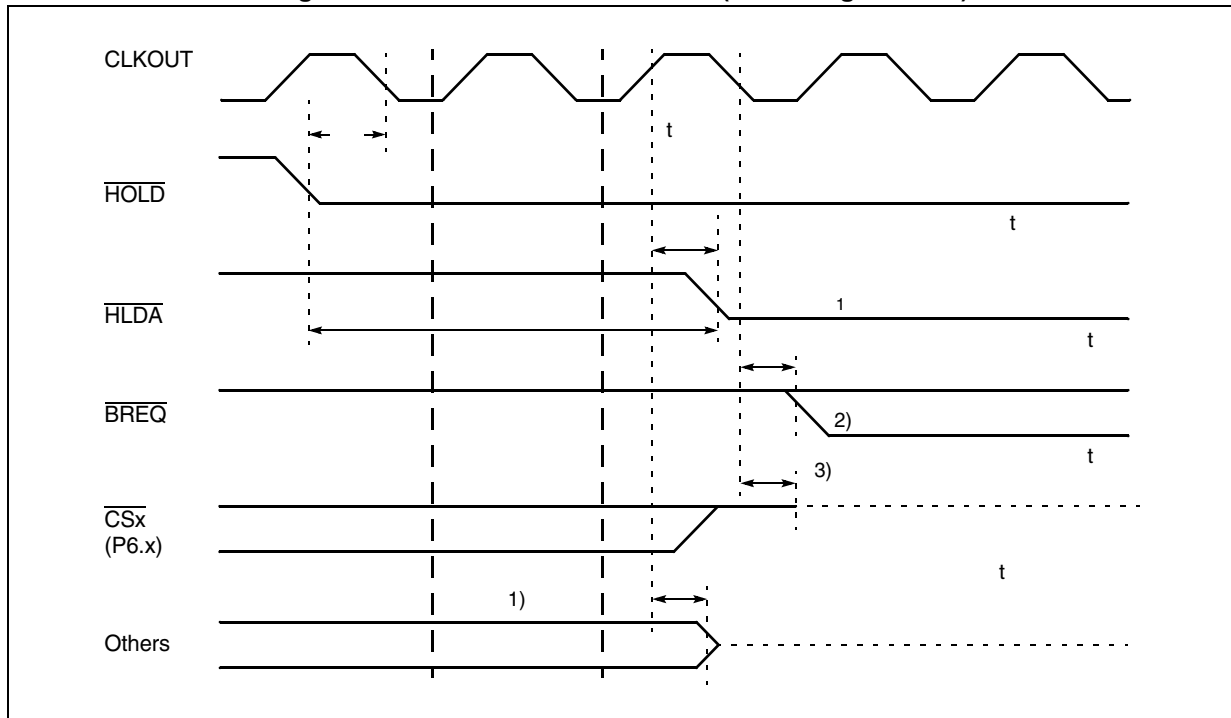 CLKOUT
t
HOLD
t
HLDA
1
t
BREQ
2)
t
3)
CSx
(P6.x)
t
1)
Others